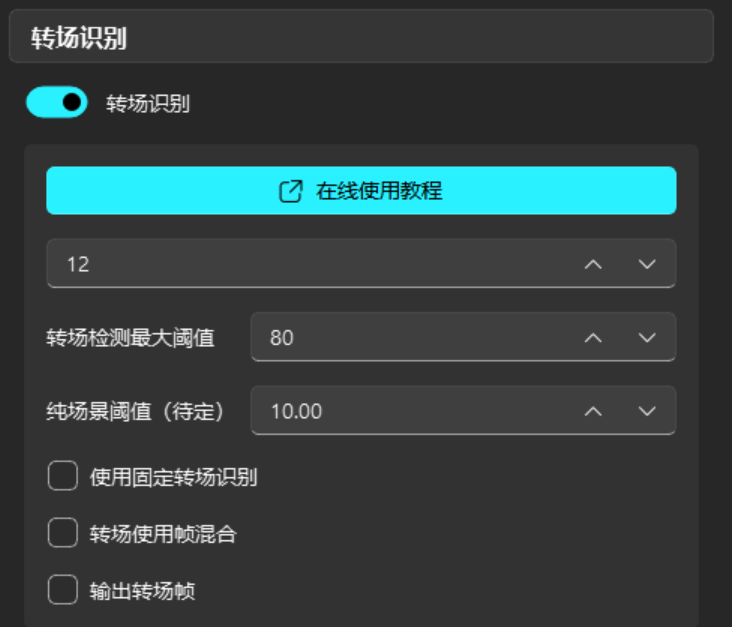 转场识别
转场识别
在线使用教程
12
转场检测最大阈值 80
纯场景阈值（待定） 10.00
使用固定转场识别
转场使用帧混合
输出转场帧